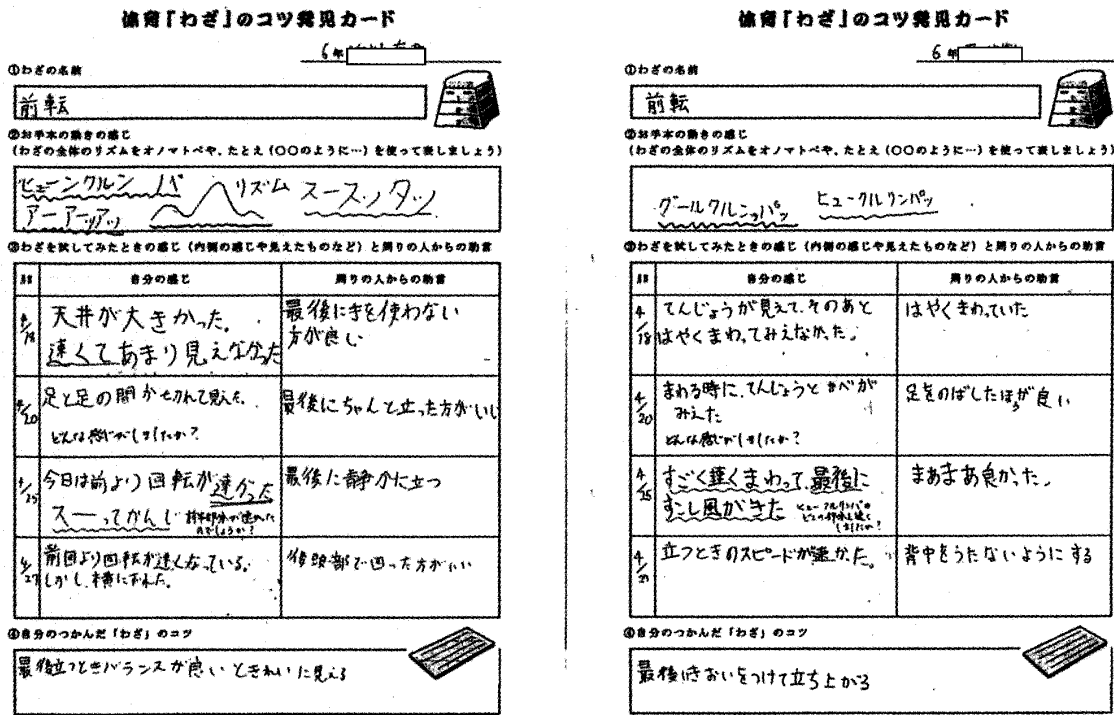 体育「わざ」のコツ発見カード
6年
①わざの名前
前転
②お手本の動きの感じ
(わざの全体のリズムをオノマトペや、たとえ(〇〇のように…)を使って表しましょう)
ヒューンクルン パ リズム スースッタッ
アーアーッアッ
③わざを試してみたときの感じ(内側の感じや見えたものなど)と周りの人からの助言
月日 自分の感じ 周りの人からの助言
4/18 天井が大きかった。
速くてあまり見えなかった
最後に手を使わない
方が良い
4/20 足と足の間から切れて見えた。
どんな感じがしましたか?
最後にちゃんと立った方がいい
4/25 今日は前より回転が速かった
スーってかんじ
最後に静かに立つ
4/27 前回より回転が速くなっている。
しかし、横にたおれた。
後頭部で回った方がいい
④自分のつかんだ「わざ」のコツ
最後立つときバランスが良いときれいに見える
体育「わざ」のコツ発見カード
6年
①わざの名前
前転
②お手本の動きの感じ
(わざの全体のリズムをオノマトペや、たとえ(〇〇のように…)を使って表しましょう)
グールクルンッパッ ヒュークルリンパッ
③わざを試してみたときの感じ(内側の感じや見えたものなど)と周りの人からの助言
月日 自分の感じ 周りの人からの助言
4/18 てんじょうが見えて、そのあと
はやくまわってみえなかった。
はやくまわっていた
4/20 まわる時に、てんじょうとかべが
みえた
どんな感じがしましたか?
足をのばしたほうが良い
4/25 すごく速くまわって、最後に
すこし風がきた
まあまあ良かった。
4/27 立つときのスピードが速かった。
背中をうたないようにする
④自分のつかんだ「わざ」のコツ
最後いきおいをつけて立ち上がる